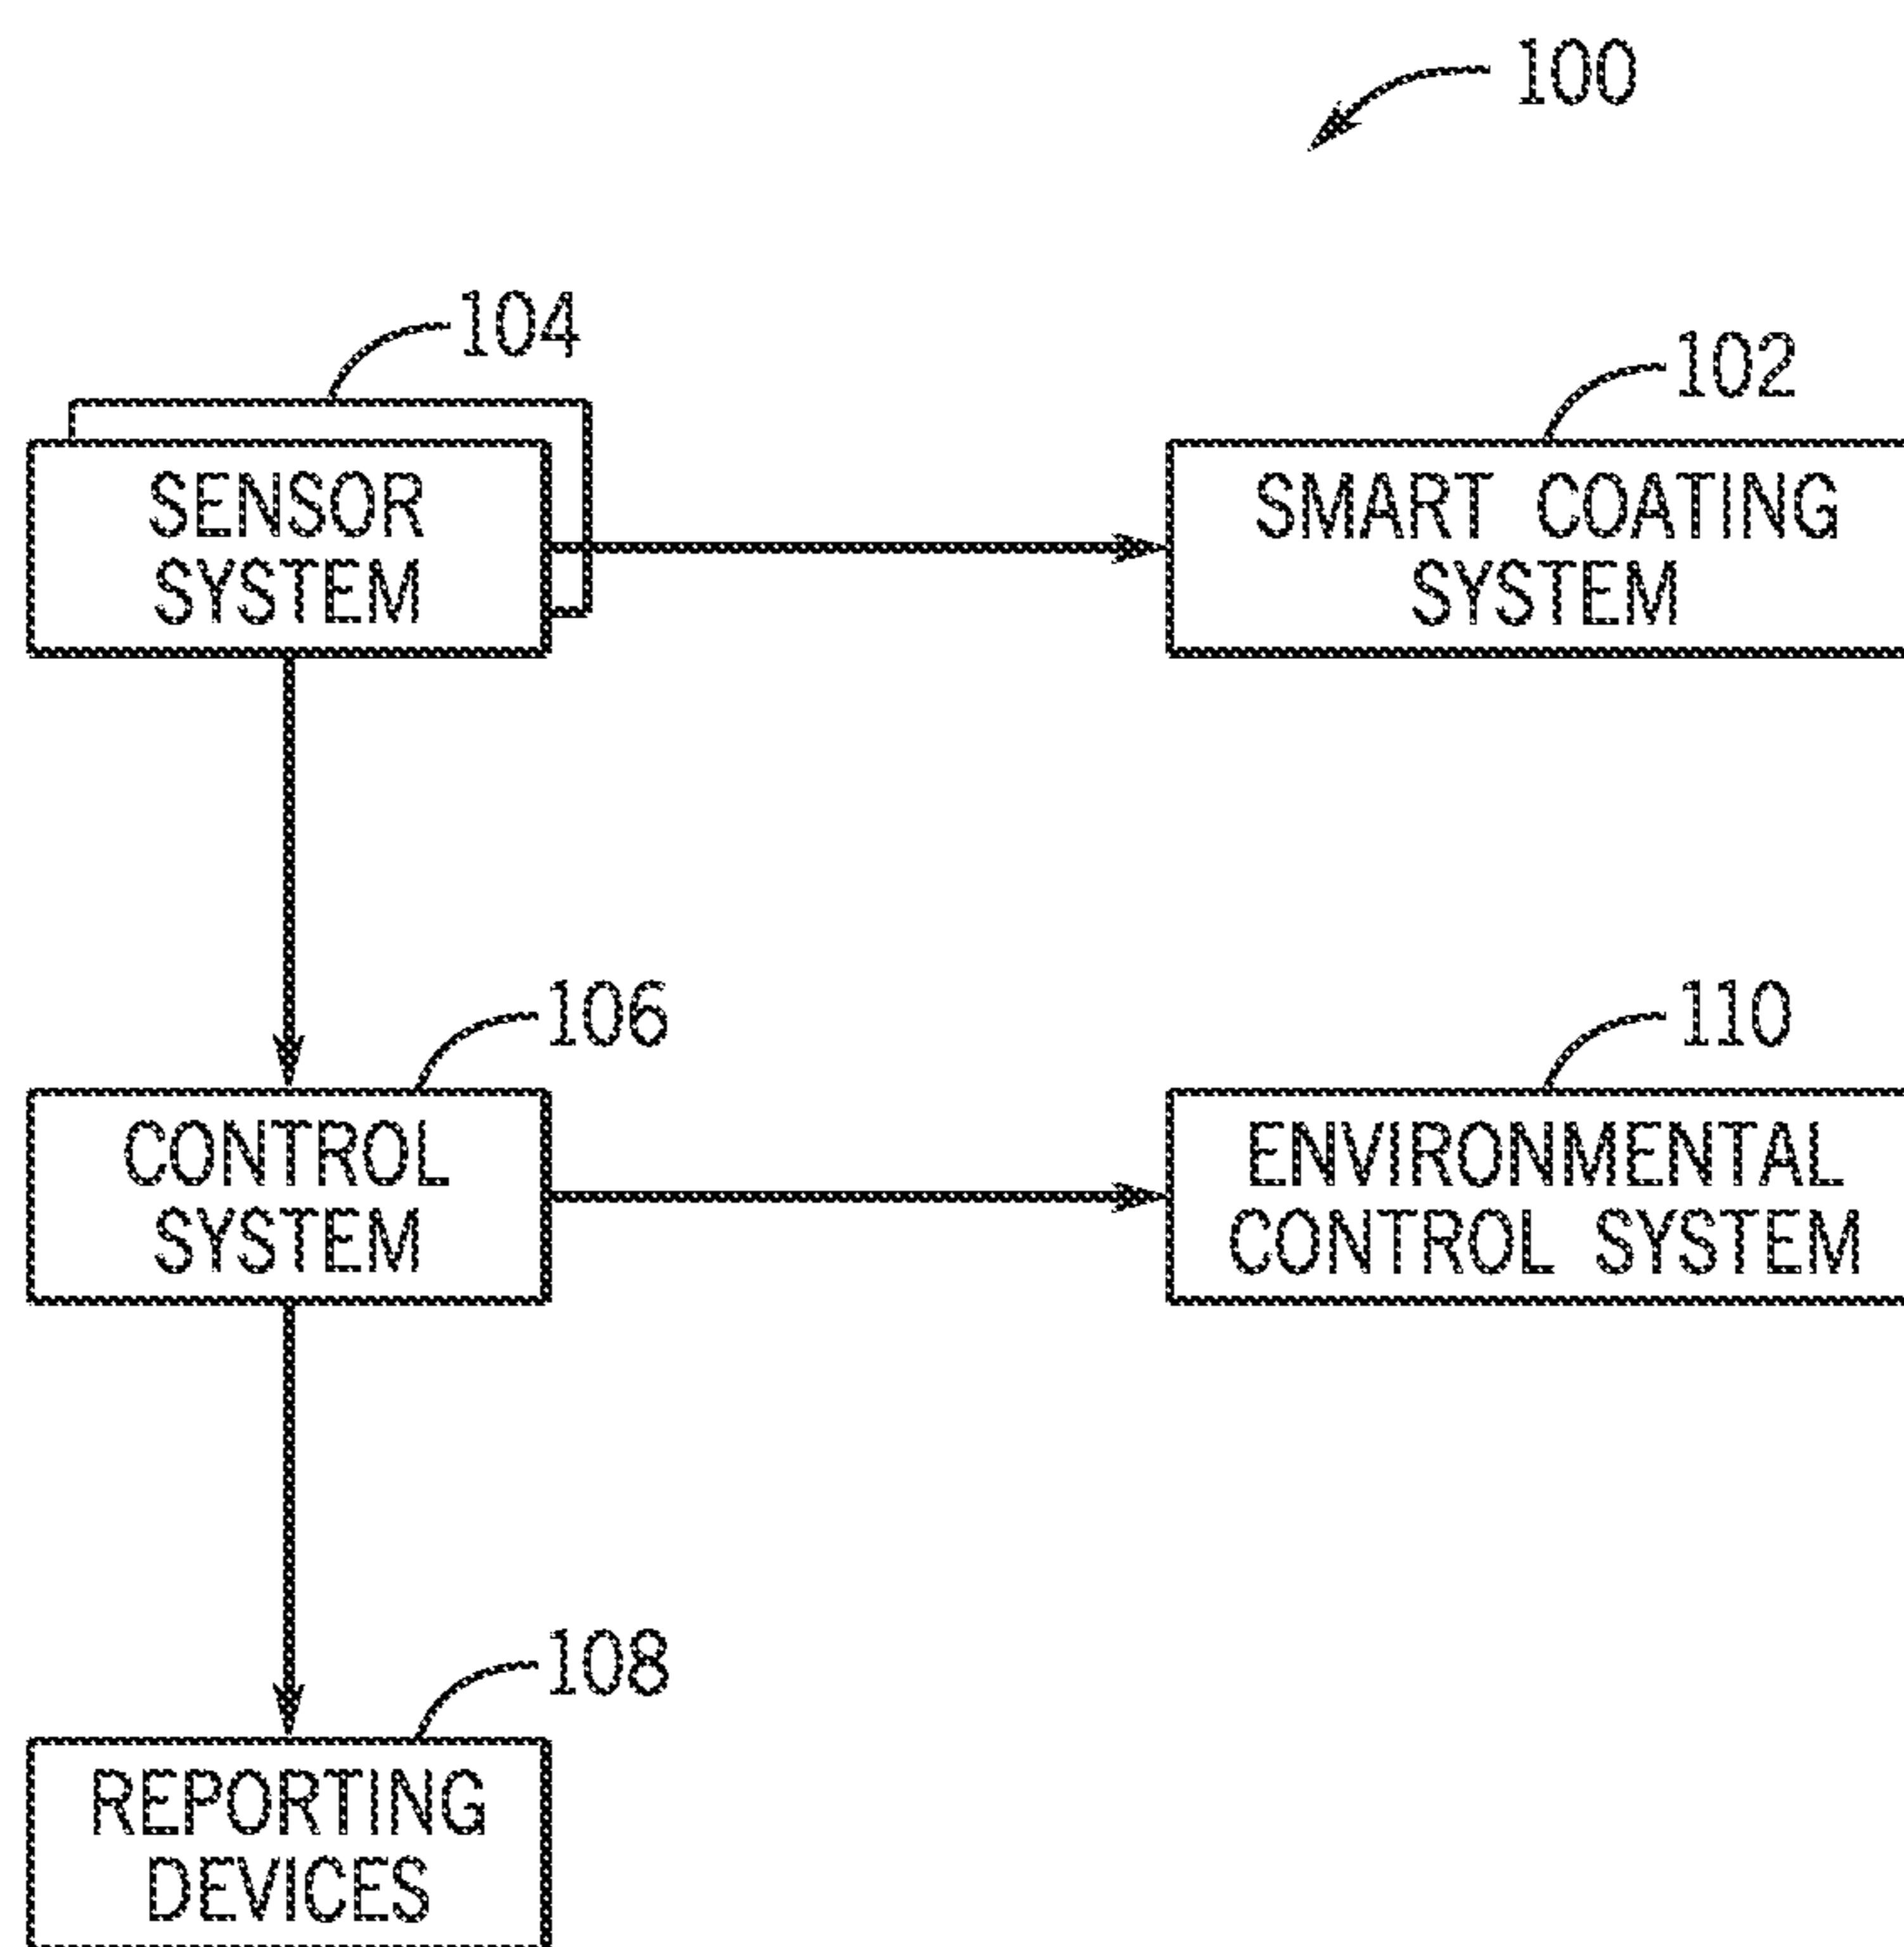 100
104
SENSOR
SYSTEM
102
SMART COATING
SYSTEM
106
CONTROL
SYSTEM
110
ENVIRONMENTAL
CONTROL SYSTEM
108
REPORTING
DEVICES